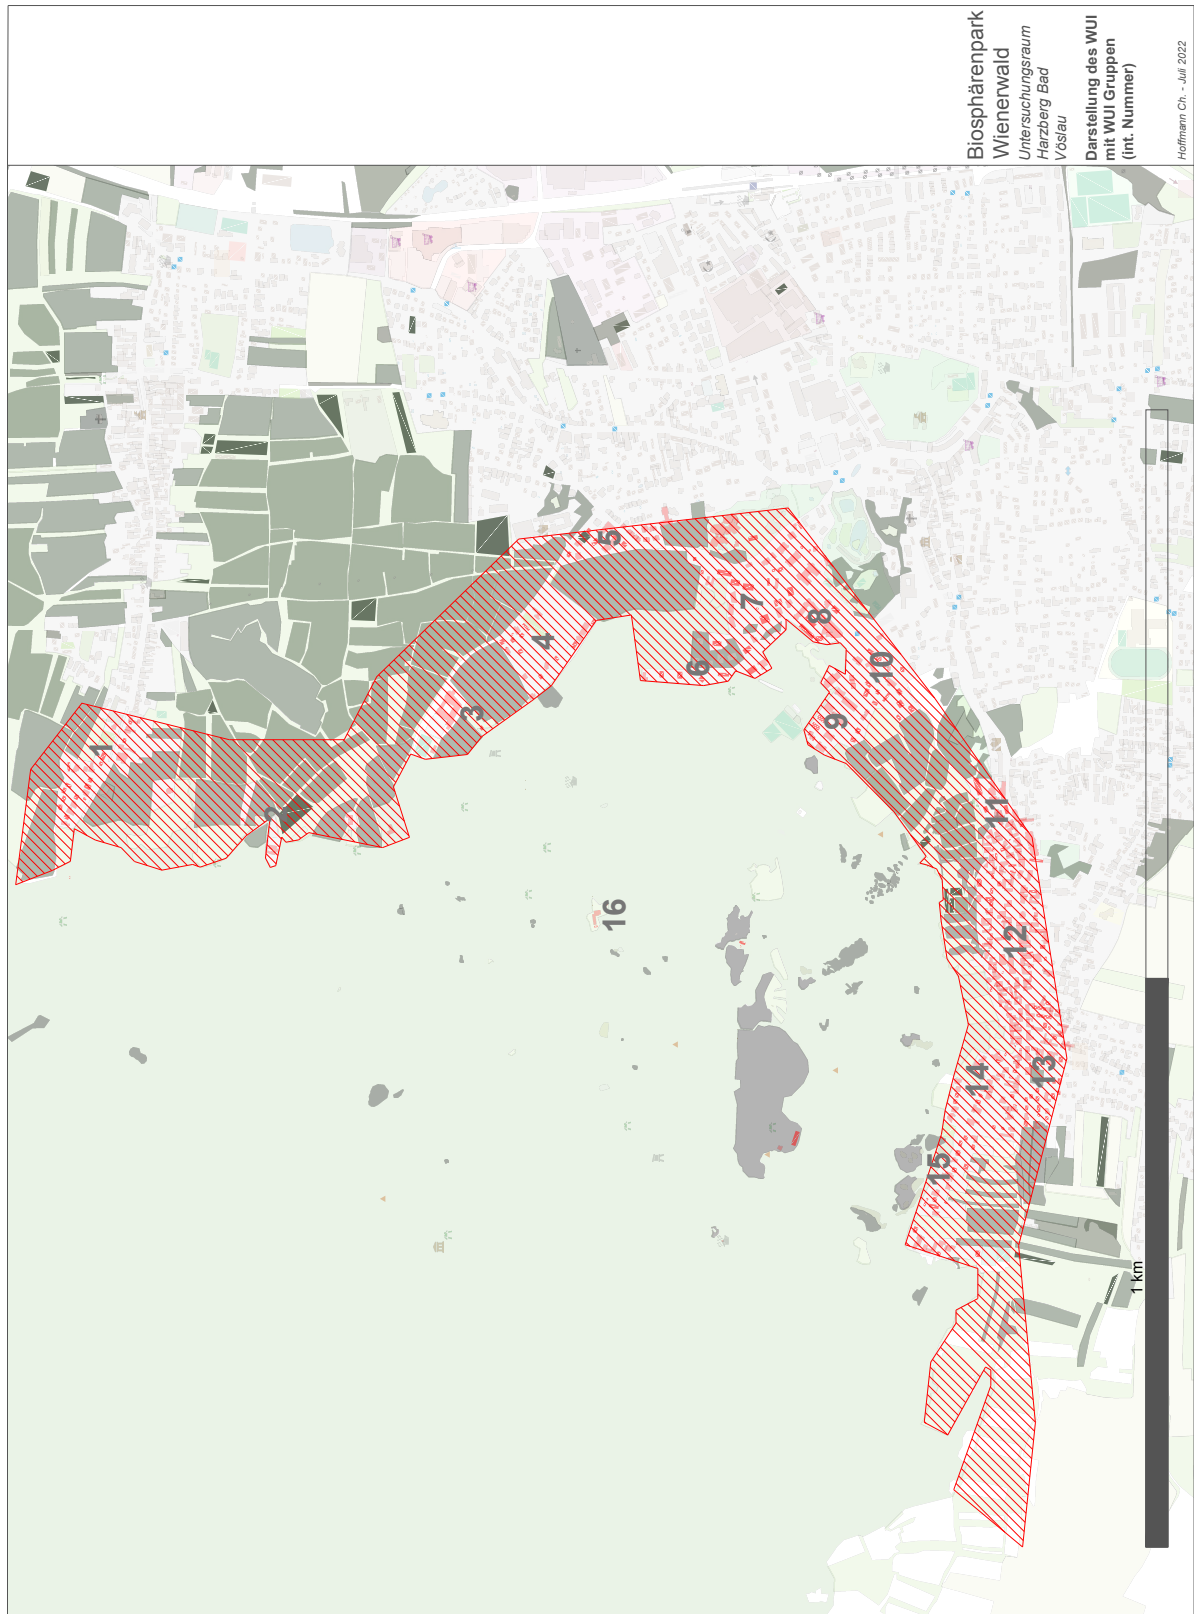 Biosphärenpark
Wienerwald
Untersuchungsraum
Harzberg Bad
Vöslau
Darstellung des WUI
mit WUI Gruppen
(int. Nummer)
Hoffmann Ch. - Juli 2022
1
2
3
4
5
6
7
8
9
10
11
12
13
14
15
16
1 km